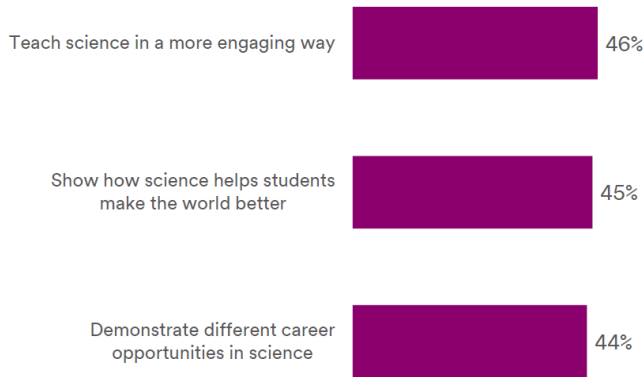 Teach science in a more engaging way
46%
Show how science helps students
make the world better
45%
Demonstrate different career
opportunities in science
44%